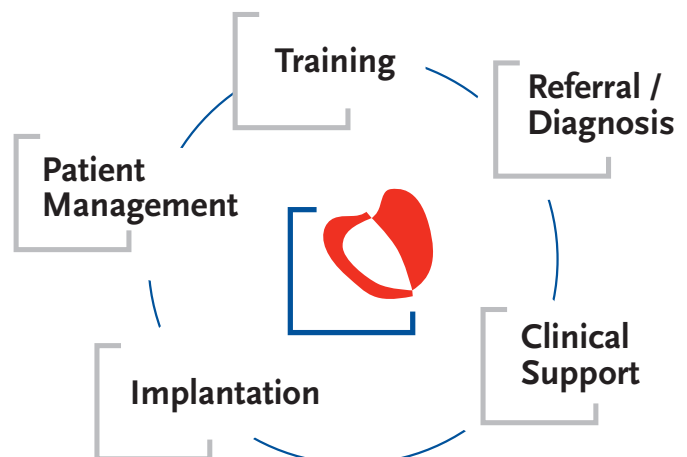 Training
Referral /
Diagnosis
Patient
Management
Clinical
Support
Implantation